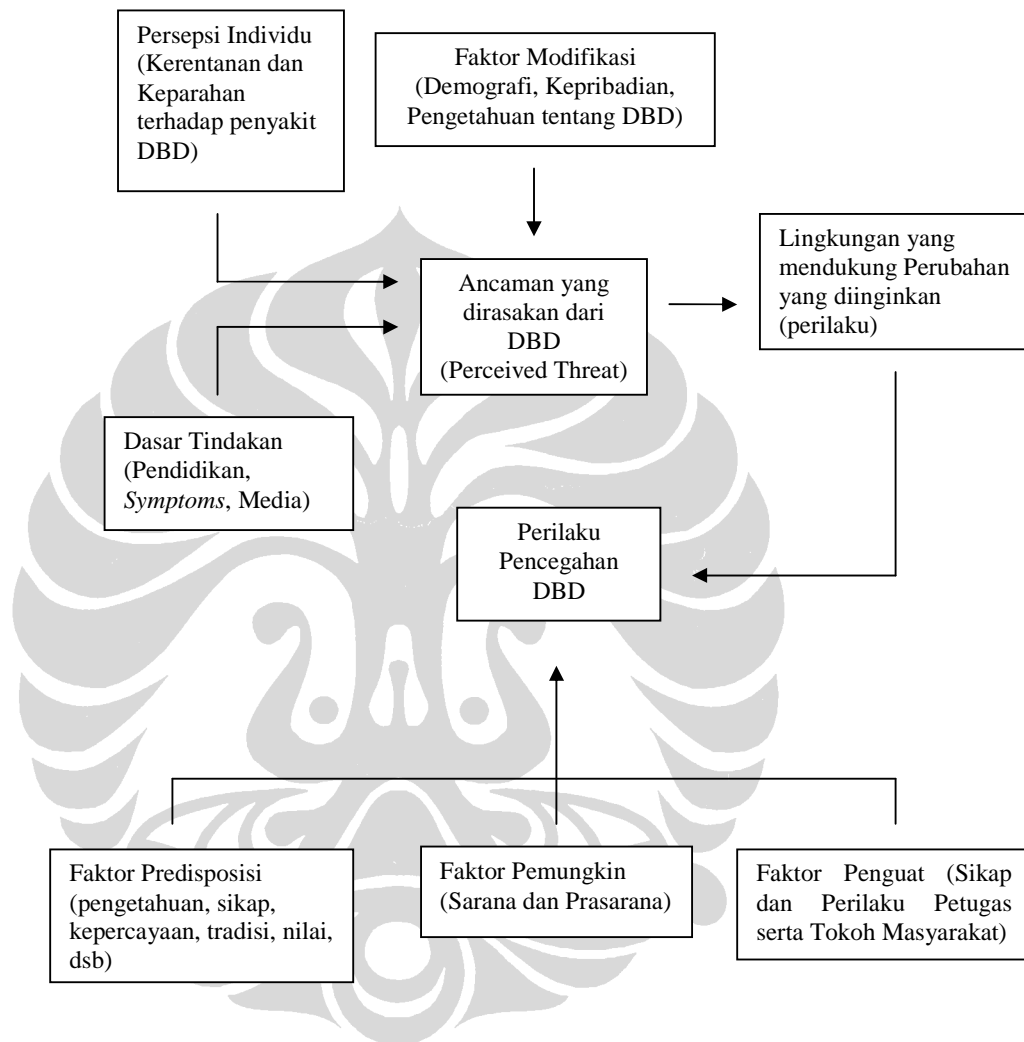 Persepsi Individu
(Kerentanan dan
Keparahan
terhadap penyakit
DBD)
Faktor Modifikasi
(Demografi, Kepribadian,
Pengetahuan tentang DBD)
Lingkungan yang
mendukung Perubahan
yang diinginkan
(perilaku)
Ancaman yang
dirasakan dari
DBD
(Perceived Threat)
Dasar Tindakan
(Pendidikan,
Symptoms, Media)
Perilaku
Pencegahan
DBD
Faktor Predisposisi
(pengetahuan, sikap,
kepercayaan, tradisi, nilai,
dsb)
Faktor Pemungkin
(Sarana dan Prasarana)
Faktor Penguat (Sikap
dan Perilaku Petugas
serta Tokoh Masyarakat)